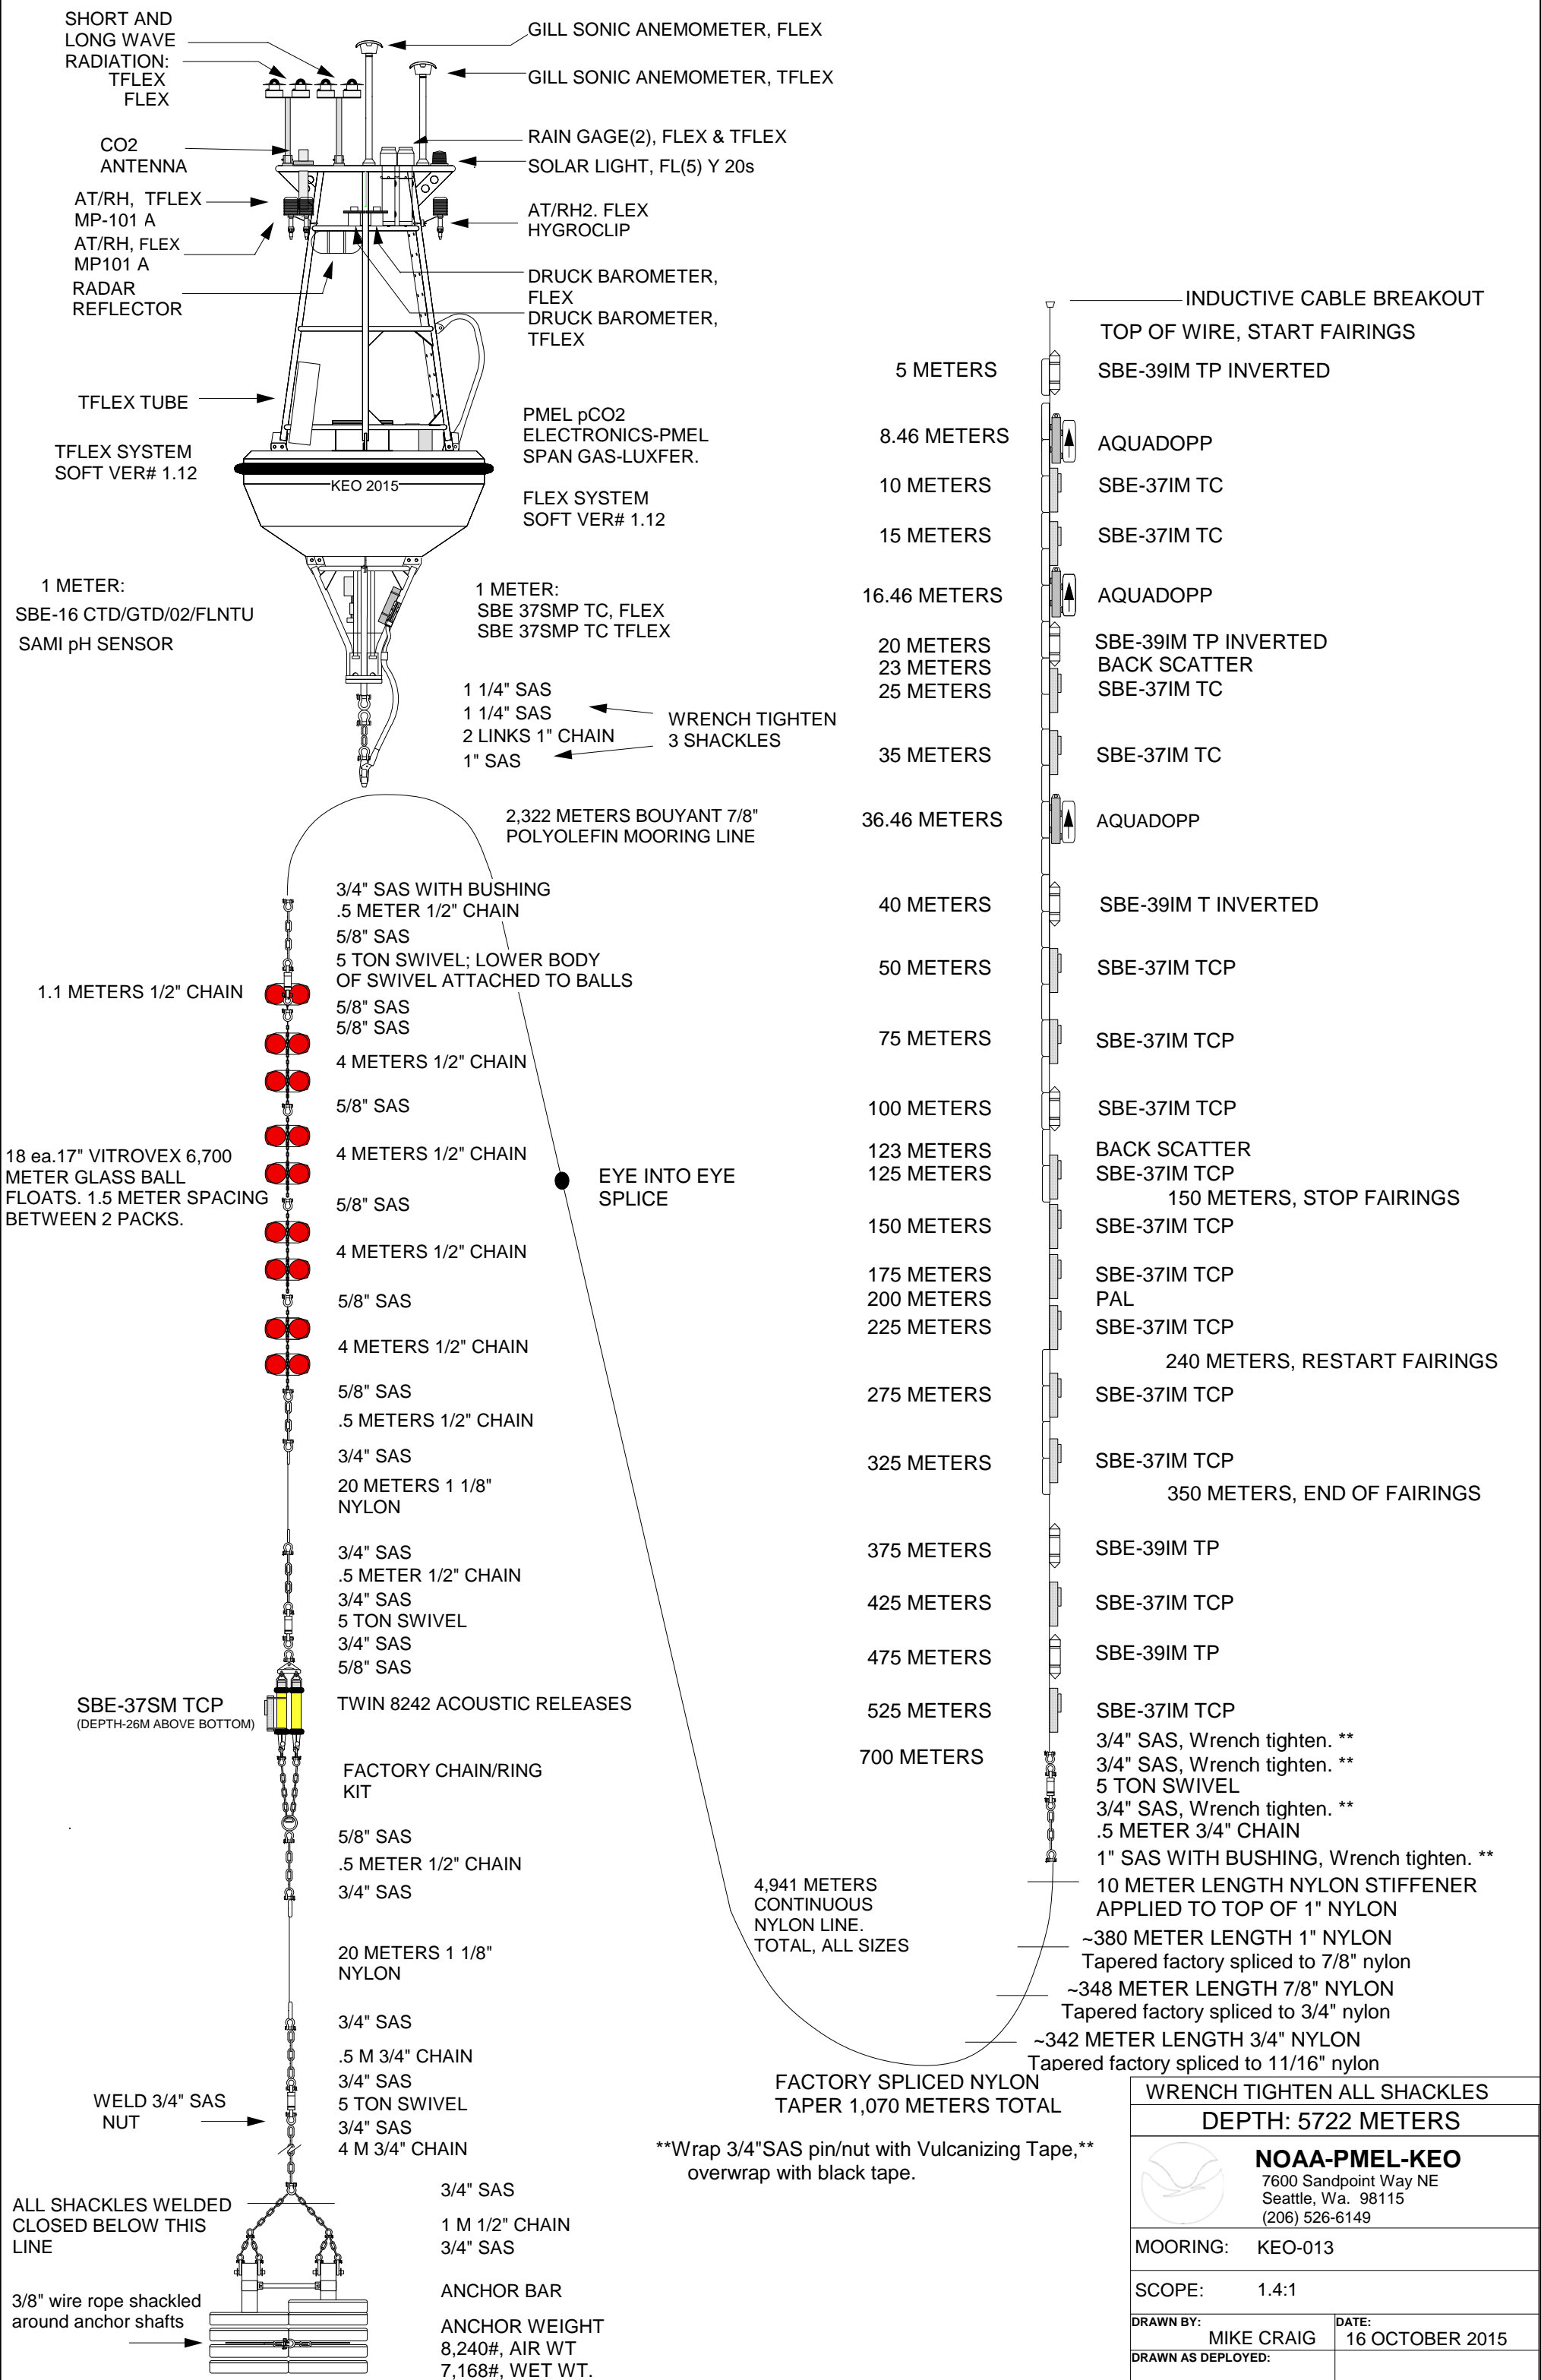 SHORT AND
LONG WAVE
RADIATION:
TFLEX
FLEX
GILL SONIC ANEMOMETER, FLEX
GILL SONIC ANEMOMETER, TFLEX
CO2
ANTENNA
RAIN GAGE(2), FLEX & TFLEX
SOLAR LIGHT, FL(5) Y 20s
AT/RH, TFLEX
MP-101 A
AT/RH, FLEX
MP101 A
RADAR
REFLECTOR
AT/RH2. FLEX
HYGROCLIP
DRUCK BAROMETER,
FLEX
DRUCK BAROMETER,
TFLEX
TFLEX TUBE
TFLEX SYSTEM
SOFT VER# 1.12
PMEL pCO2
ELECTRONICS-PMEL
SPAN GAS-LUXFER.
FLEX SYSTEM
SOFT VER# 1.12
KEO 2015
1 METER:
SBE-16 CTD/GTD/02/FLNTU
SAMI pH SENSOR
1 METER:
SBE 37SMP TC, FLEX
SBE 37SMP TC TFLEX
1 1/4" SAS
1 1/4" SAS
2 LINKS 1" CHAIN
1" SAS
WRENCH TIGHTEN
3 SHACKLES
2,322 METERS BOUYANT 7/8"
POLYOLEFIN MOORING LINE
3/4" SAS WITH BUSHING
.5 METER 1/2" CHAIN
5/8" SAS
5 TON SWIVEL; LOWER BODY
OF SWIVEL ATTACHED TO BALLS
1.1 METERS 1/2" CHAIN
5/8" SAS
5/8" SAS
4 METERS 1/2" CHAIN
5/8" SAS
4 METERS 1/2" CHAIN
18 ea.17" VITROVEX 6,700
METER GLASS BALL
FLOATS. 1.5 METER SPACING
BETWEEN 2 PACKS.
5/8" SAS
4 METERS 1/2" CHAIN
5/8" SAS
4 METERS 1/2" CHAIN
5/8" SAS
.5 METERS 1/2" CHAIN
3/4" SAS
20 METERS 1 1/8"
NYLON
3/4" SAS
.5 METER 1/2" CHAIN
3/4" SAS
5 TON SWIVEL
3/4" SAS
5/8" SAS
SBE-37SM TCP
(DEPTH-26M ABOVE BOTTOM)
TWIN 8242 ACOUSTIC RELEASES
FACTORY CHAIN/RING
KIT
5/8" SAS
.5 METER 1/2" CHAIN
3/4" SAS
20 METERS 1 1/8"
NYLON
3/4" SAS
.5 M 3/4" CHAIN
3/4" SAS
5 TON SWIVEL
3/4" SAS
4 M 3/4" CHAIN
WELD 3/4" SAS
NUT
ALL SHACKLES WELDED
CLOSED BELOW THIS
LINE
3/4" SAS
1 M 1/2" CHAIN
3/4" SAS
ANCHOR BAR
3/8" wire rope shackled
around anchor shafts
ANCHOR WEIGHT
8,240#, AIR WT
7,168#, WET WT.
EYE INTO EYE
SPLICE
INDUCTIVE CABLE BREAKOUT
TOP OF WIRE, START FAIRINGS
5 METERS SBE-39IM TP INVERTED
8.46 METERS AQUADOPP
10 METERS SBE-37IM TC
15 METERS SBE-37IM TC
16.46 METERS AQUADOPP
20 METERS SBE-39IM TP INVERTED
23 METERS BACK SCATTER
25 METERS SBE-37IM TC
35 METERS SBE-37IM TC
36.46 METERS AQUADOPP
40 METERS SBE-39IM T INVERTED
50 METERS SBE-37IM TCP
75 METERS SBE-37IM TCP
100 METERS SBE-37IM TCP
123 METERS BACK SCATTER
125 METERS SBE-37IM TCP
150 METERS, STOP FAIRINGS
150 METERS SBE-37IM TCP
175 METERS SBE-37IM TCP
200 METERS PAL
225 METERS SBE-37IM TCP
240 METERS, RESTART FAIRINGS
275 METERS SBE-37IM TCP
325 METERS SBE-37IM TCP
350 METERS, END OF FAIRINGS
375 METERS SBE-39IM TP
425 METERS SBE-37IM TCP
475 METERS SBE-39IM TP
525 METERS SBE-37IM TCP
700 METERS
3/4" SAS, Wrench tighten. **
3/4" SAS, Wrench tighten. **
5 TON SWIVEL
3/4" SAS, Wrench tighten. **
.5 METER 3/4" CHAIN
1" SAS WITH BUSHING, Wrench tighten. **
10 METER LENGTH NYLON STIFFENER
APPLIED TO TOP OF 1" NYLON
~380 METER LENGTH 1" NYLON
Tapered factory spliced to 7/8" nylon
~348 METER LENGTH 7/8" NYLON
Tapered factory spliced to 3/4" nylon
~342 METER LENGTH 3/4" NYLON
Tapered factory spliced to 11/16" nylon
4,941 METERS
CONTINUOUS
NYLON LINE.
TOTAL, ALL SIZES
FACTORY SPLICED NYLON
TAPER 1,070 METERS TOTAL
**Wrap 3/4"SAS pin/nut with Vulcanizing Tape,**
overwrap with black tape.
WRENCH TIGHTEN ALL SHACKLES
DEPTH: 5722 METERS
NOAA-PMEL-KEO
7600 Sandpoint Way NE
Seattle, Wa. 98115
(206) 526-6149
MOORING: KEO-013
SCOPE: 1.4:1
DRAWN BY: MIKE CRAIG
DATE: 16 OCTOBER 2015
DRAWN AS DEPLOYED: